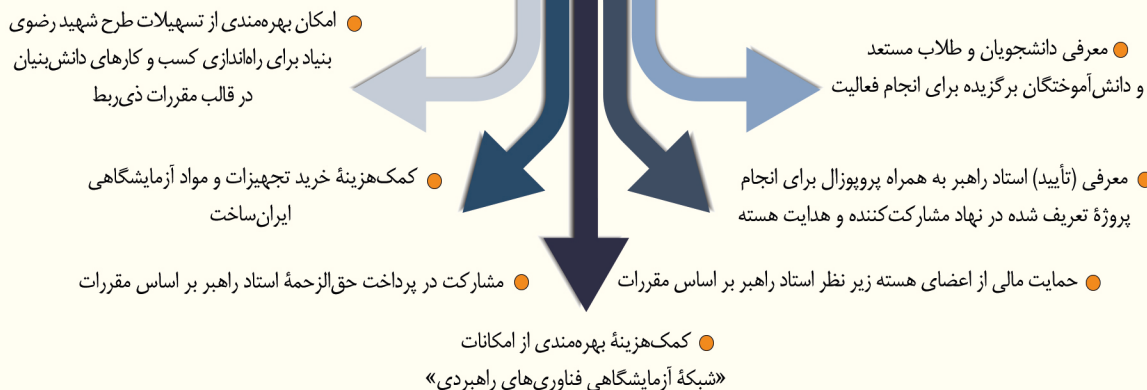 معرفی دانشجویان و طلاب مستعد
و دانش‌آموختگان برگزیده برای انجام فعالیت
امکان بهره‌مندی از تسهیلات طرح شهید رضوی
بنیاد برای راه‌اندازی کسب و کارهای دانش‌بنیان
در قالب مقررات ذی‌ربط
معرفی (تأیید) استاد راهبر به همراه پروپوزال برای انجام
پروژهٔ تعریف شده در نهاد مشارکت‌کننده و هدایت هسته
کمک‌هزینهٔ خرید تجهیزات و مواد آزمایشگاهی
ایران‌ساخت
حمایت مالی از اعضای هسته زیر نظر استاد راهبر بر اساس مقررات
مشارکت در پرداخت حق‌الزحمهٔ استاد راهبر بر اساس مقررات
کمک‌هزینهٔ بهره‌مندی از امکانات
«شبکهٔ آزمایشگاهی فناوری‌های راهبردی»